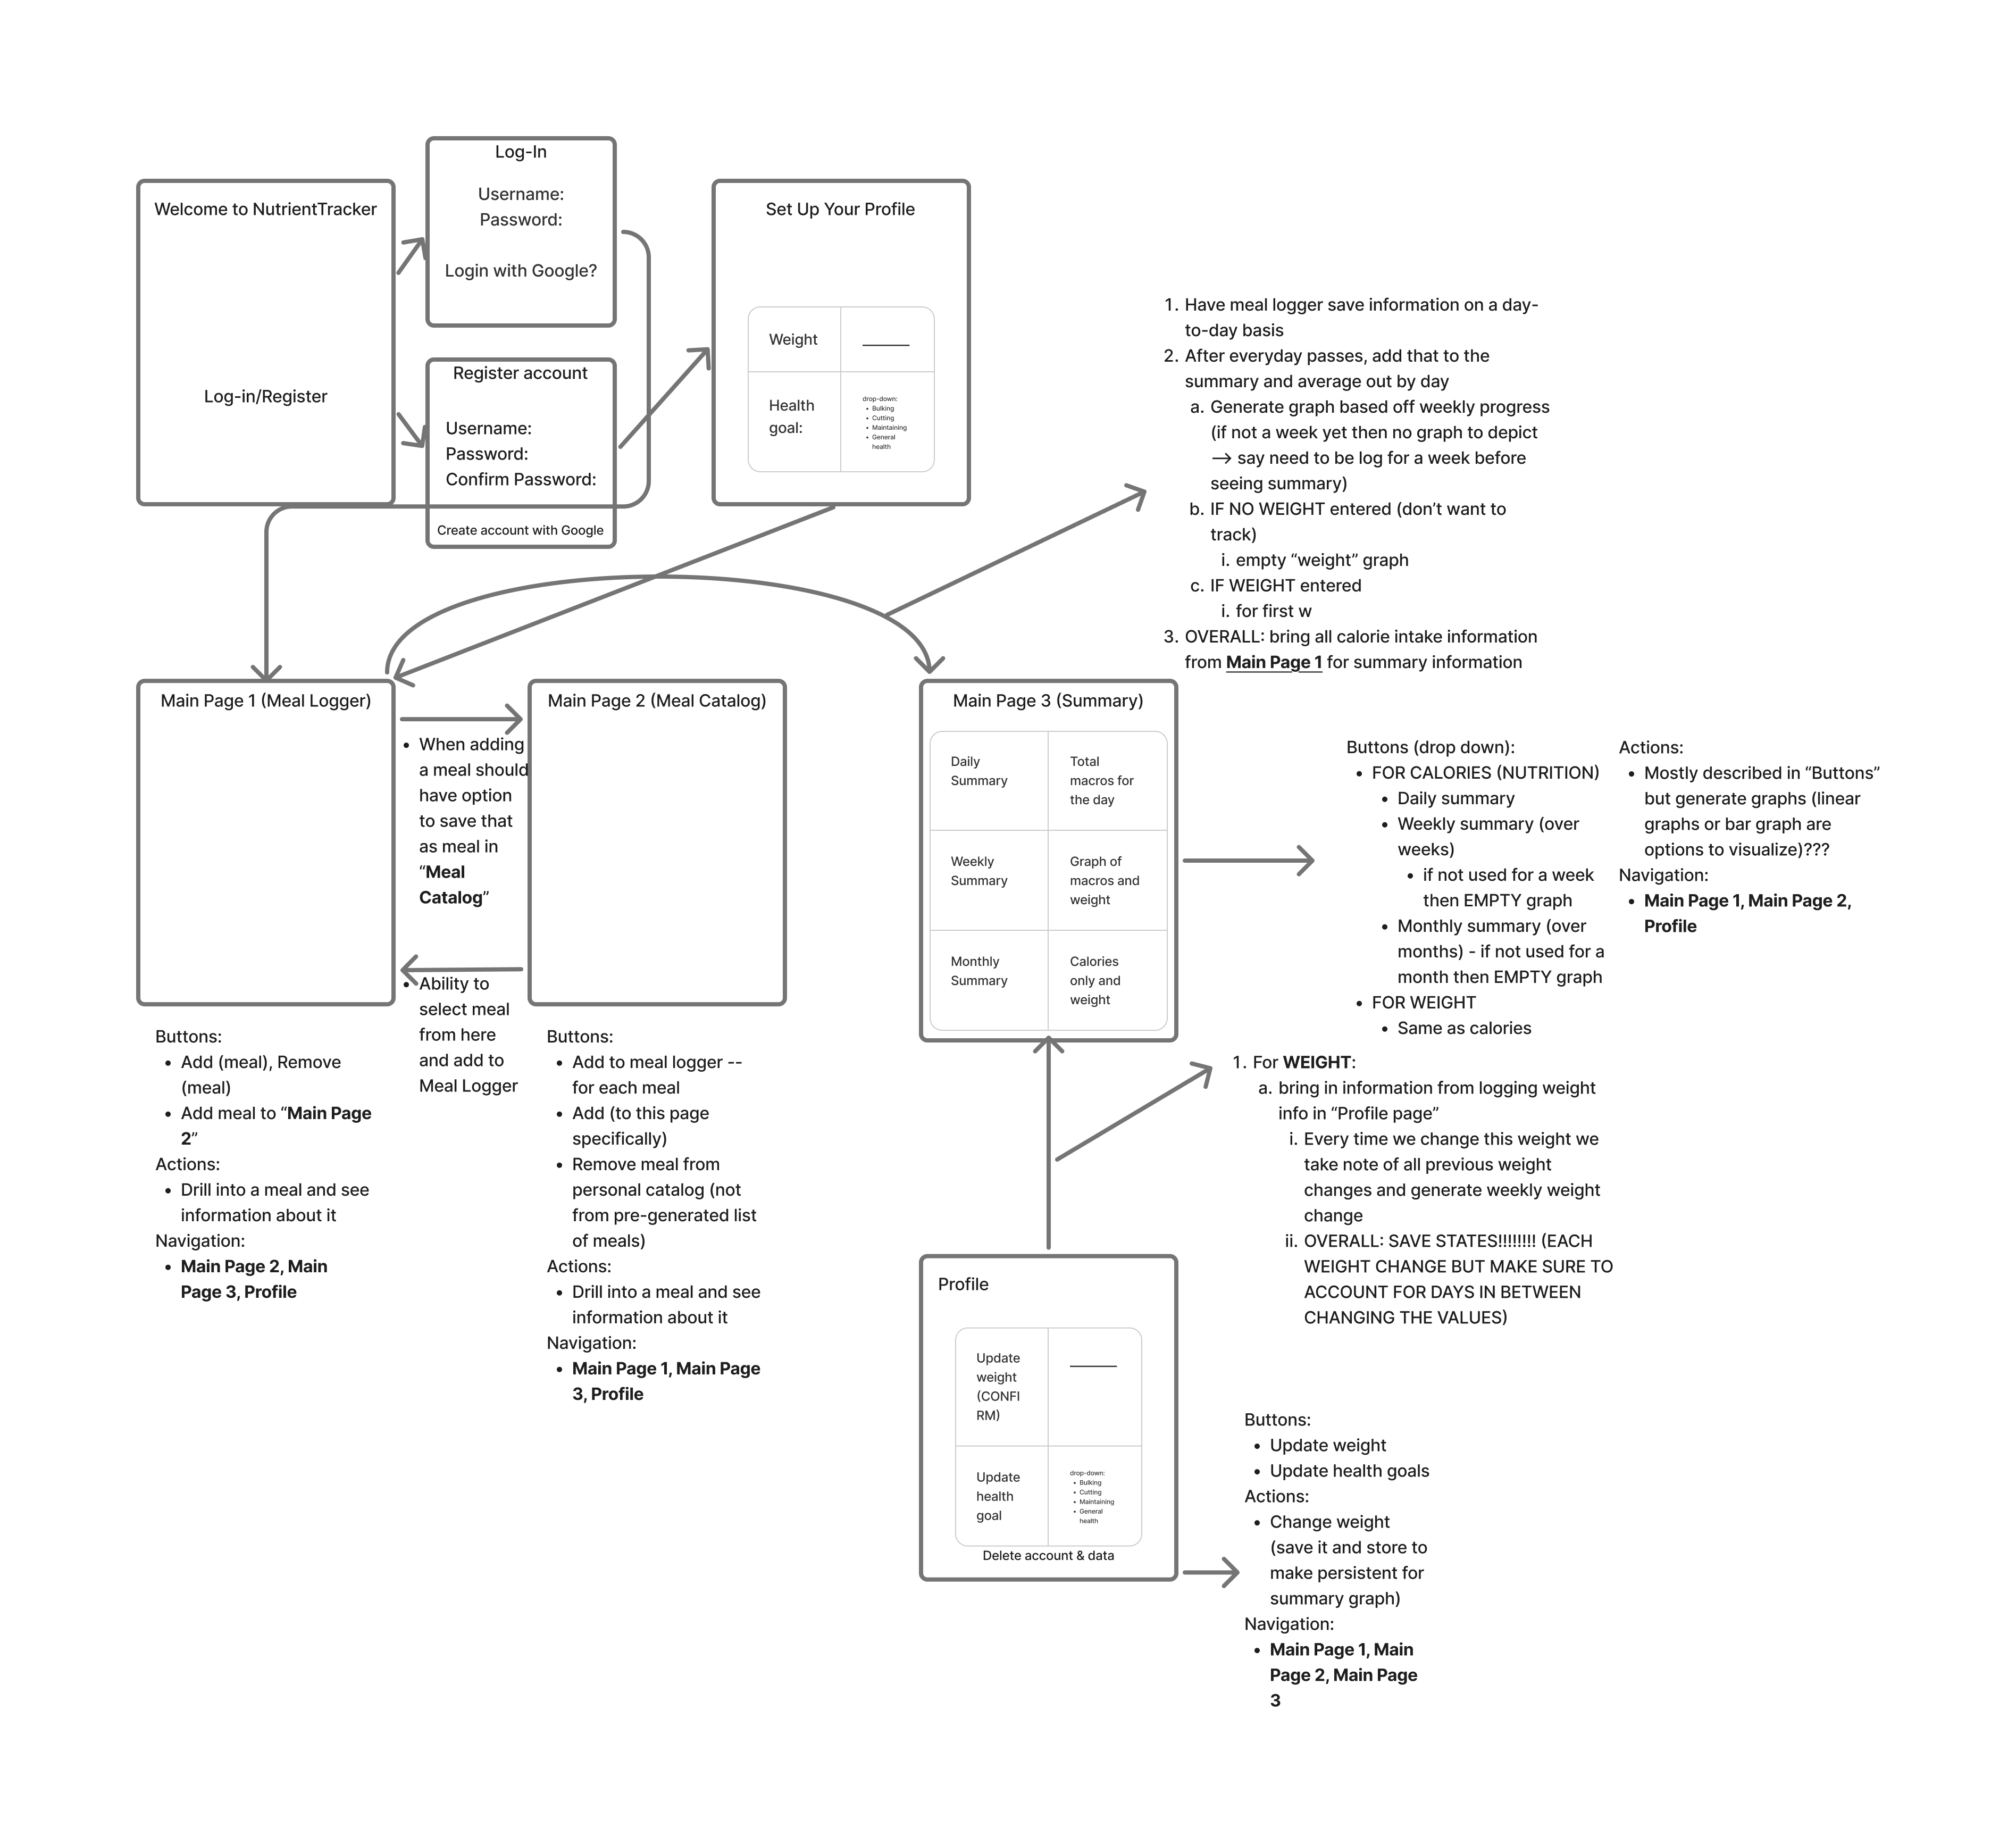 Welcome to NutrientTracker
Log-in/Register
Log-In
Username:
Password:
Login with Google?
Register account
Username:
Password:
Confirm Password:
Create account with Google
Set Up Your Profile
Weight
Health
goal:
drop-down:
• Bulking
• Cutting
• Maintaining
• General
health
1. Have meal logger save information on a day-
to-day basis
2. After everyday passes, add that to the
summary and average out by day
a. Generate graph based off weekly progress
(if not a week yet then no graph to depict
—> say need to be log for a week before
seeing summary)
b. IF NO WEIGHT entered (don’t want to
track)
i. empty “weight” graph
c. IF WEIGHT entered
i. for first w
3. OVERALL: bring all calorie intake information
from Main Page 1 for summary information
Main Page 1 (Meal Logger)
• When adding
a meal should
have option
to save that
as meal in
“Meal
Catalog”
• Ability to
select meal
from here
and add to
Meal Logger
Main Page 2 (Meal Catalog)
Buttons:
• Add (meal), Remove
(meal)
• Add meal to “Main Page
2”
Actions:
• Drill into a meal and see
information about it
Navigation:
• Main Page 2, Main
Page 3, Profile
Buttons:
• Add to meal logger --
for each meal
• Add (to this page
specifically)
• Remove meal from
personal catalog (not
from pre-generated list
of meals)
Actions:
• Drill into a meal and see
information about it
Navigation:
• Main Page 1, Main Page
3, Profile
Main Page 3 (Summary)
Daily
Summary
Total
macros for
the day
Weekly
Summary
Graph of
macros and
weight
Monthly
Summary
Calories
only and
weight
Buttons (drop down):
• FOR CALORIES (NUTRITION)
• Daily summary
• Weekly summary (over
weeks)
• if not used for a week
then EMPTY graph
• Monthly summary (over
months) - if not used for a
month then EMPTY graph
• FOR WEIGHT
• Same as calories
Actions:
• Mostly described in “Buttons”
but generate graphs (linear
graphs or bar graph are
options to visualize)???
Navigation:
• Main Page 1, Main Page 2,
Profile
1. For WEIGHT:
a. bring in information from logging weight
info in “Profile page”
i. Every time we change this weight we
take note of all previous weight
changes and generate weekly weight
change
ii. OVERALL: SAVE STATES!!!!!!!! (EACH
WEIGHT CHANGE BUT MAKE SURE TO
ACCOUNT FOR DAYS IN BETWEEN
CHANGING THE VALUES)
Profile
Update
weight
(CONFI
RM)
Update
health
goal
drop-down:
• Bulking
• Cutting
• Maintaining
• General
health
Delete account & data
Buttons:
• Update weight
• Update health goals
Actions:
• Change weight
(save it and store to
make persistent for
summary graph)
Navigation:
• Main Page 1, Main
Page 2, Main Page
3